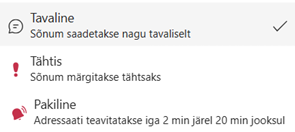 Tavaline
Sõnum saadetakse nagu tavaliselt
Tähtis
Sõnum märgitakse tähtsaks
Pakiline
Adressaati teavitatakse iga 2 min järel 20 min jooksul